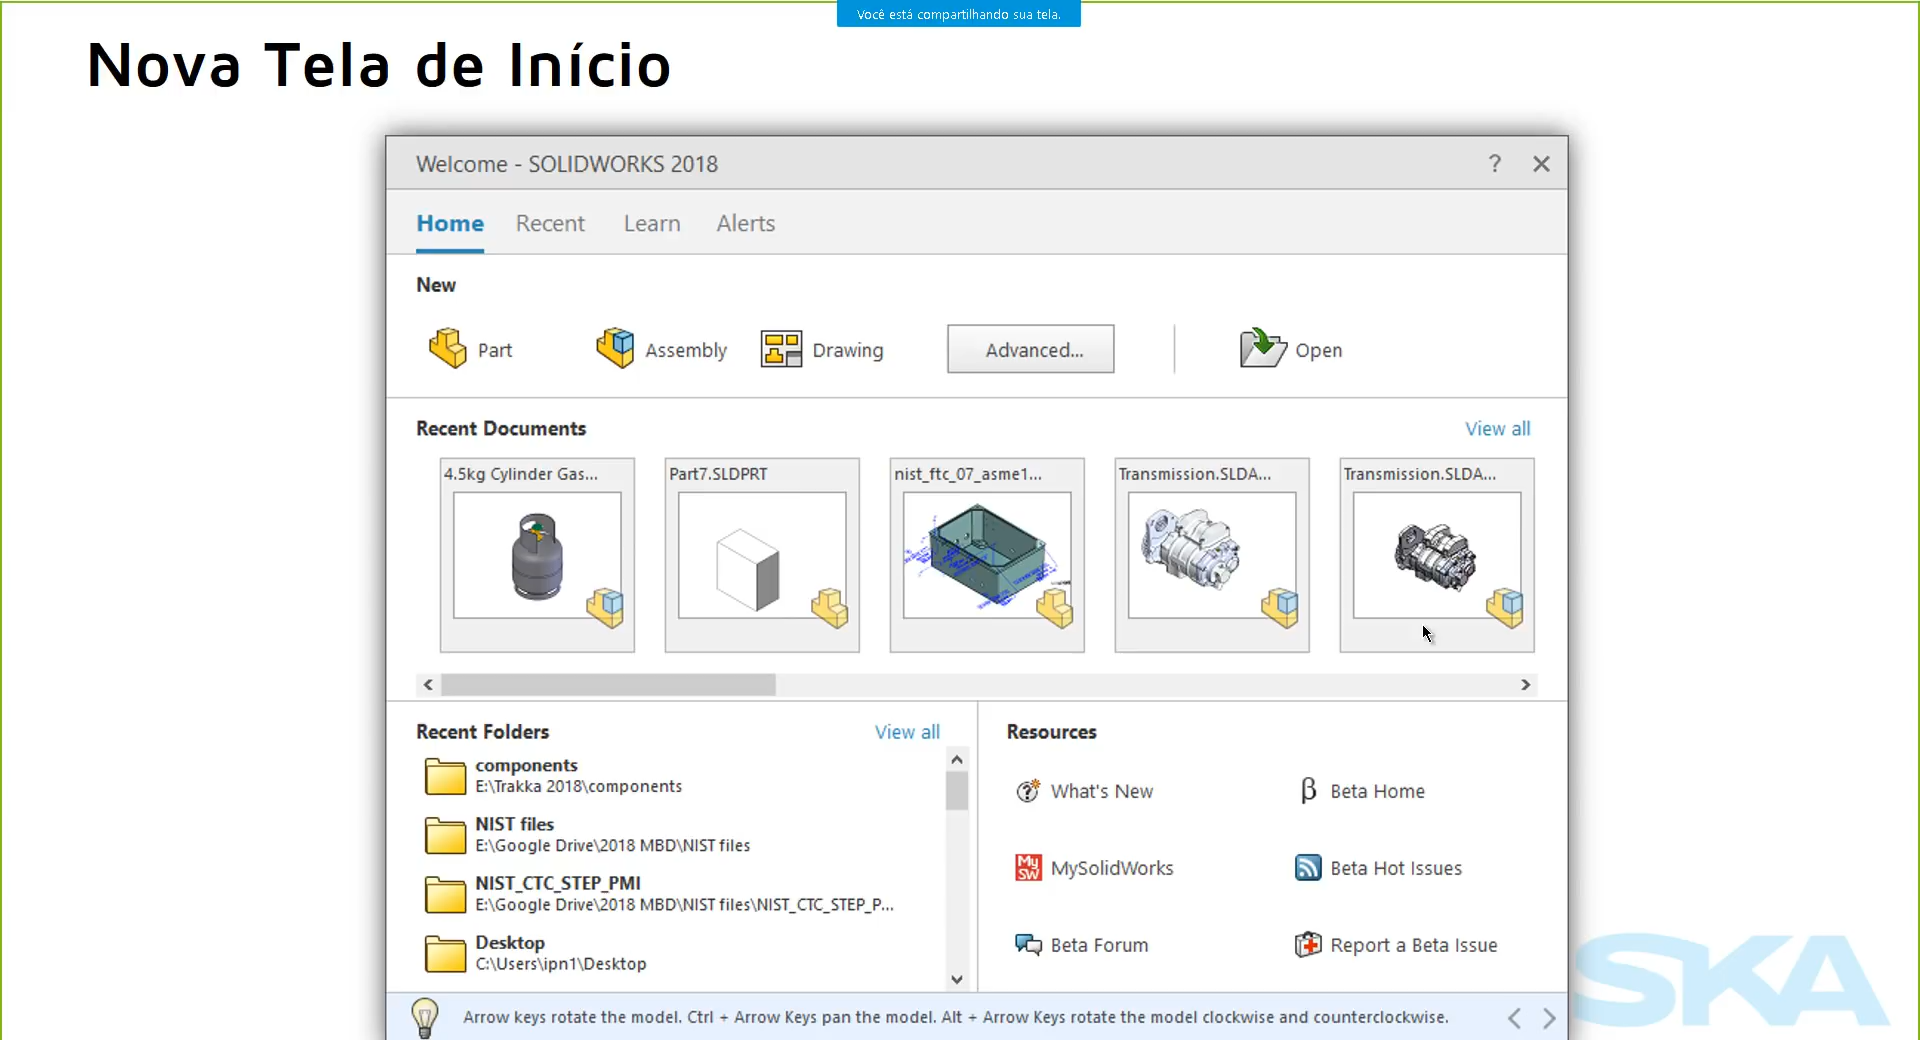 Você está compartilhando sua tela.
Nova Tela de Início
Welcome - SOLIDWORKS 2018
?
Home Recent Learn Alerts
New
Part Assembly Drawing Advanced... Open
Recent Documents View all
4.5kg Cylinder Gas... Part7.SLDPRT nist_ftc_07_asme1... Transmission.SLDA... Transmission.SLDA...
Recent Folders View all
components
E:\Trakka 2018\components
NIST files
E:\Google Drive\2018 MBD\NIST files
NIST_CTC_STEP_PMI
E:\Google Drive\2018 MBD\NIST files\NIST_CTC_STEP_P...
Desktop
C:\Users\ipn1\Desktop
Resources
What's New β Beta Home
My SW MySolidWorks Beta Hot Issues
Beta Forum Report a Beta Issue
SKA
Arrow keys rotate the model. Ctrl + Arrow Keys pan the model. Alt + Arrow Keys rotate the model clockwise and counterclockwise.